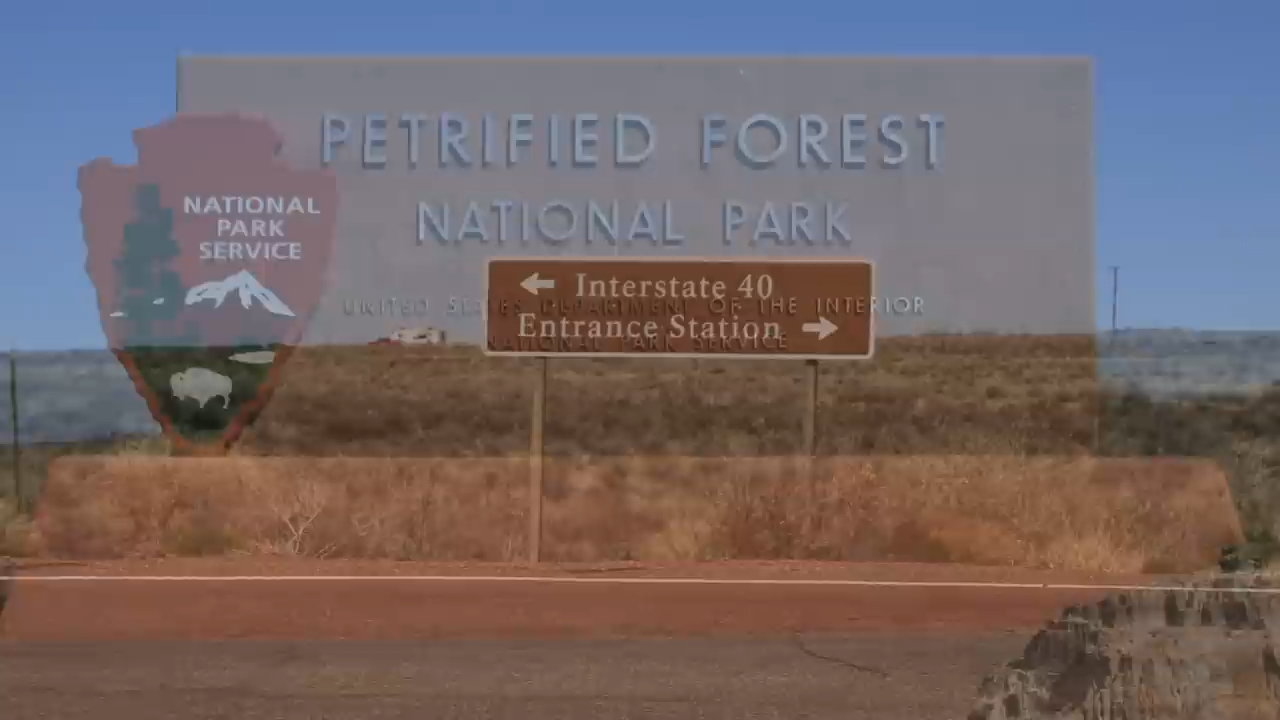 PETRIFIED FOREST
NATIONAL PARK
NATIONAL
PARK
SERVICE
← Interstate 40
Entrance Station →
UNITED STATES DEPARTMENT OF THE INTERIOR
NATIONAL PARK SERVICE